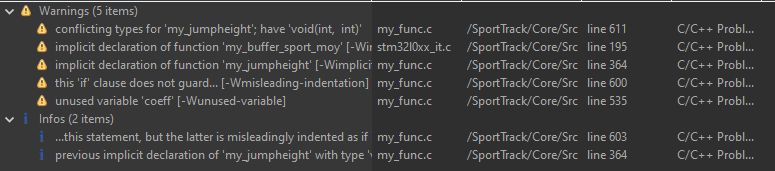 Warnings (5 items)
conflicting types for 'my_jumpheight'; have 'void(int, int)' my_func.c /SportTrack/Core/Src line 611 C/C++ Probl...
implicit declaration of function 'my_buffer_sport_moy' [-Wim stm32l0xx_it.c /SportTrack/Core/Src line 195 C/C++ Probl...
implicit declaration of function 'my_jumpheight' [-Wimplicit my_func.c /SportTrack/Core/Src line 364 C/C++ Probl...
this 'if' clause does not guard... [-Wmisleading-indentation] my_func.c /SportTrack/Core/Src line 600 C/C++ Probl...
unused variable 'coeff' [-Wunused-variable] my_func.c /SportTrack/Core/Src line 535 C/C++ Probl...
Infos (2 items)
...this statement, but the latter is misleadingly indented as if my_func.c /SportTrack/Core/Src line 603 C/C++ Probl...
previous implicit declaration of 'my_jumpheight' with type 'v my_func.c /SportTrack/Core/Src line 364 C/C++ Probl...